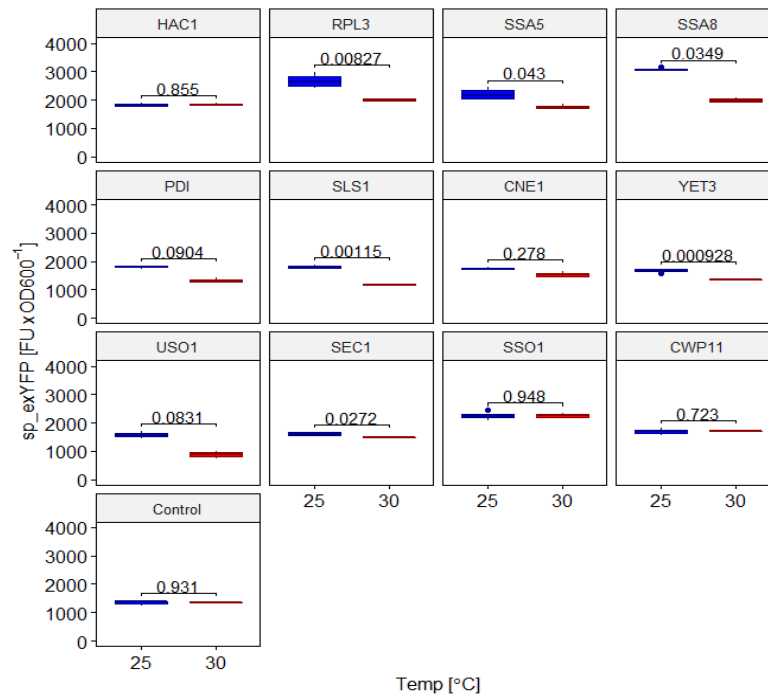 HAC1 RPL3 SSA5 SSA8
4000
3000
2000
1000
0
0.855 0.00827 0.043 0.0349
PDI SLS1 CNE1 YET3
4000
3000
2000
1000
0
0.0904 0.00115 0.278 0.000928
USO1 SEC1 SSO1 CWP11
4000
3000
2000
1000
0
0.0831 0.0272 0.948 0.723
25 30 25 30 25 30
Control
4000
3000
2000
1000
0
0.931
25 30
sp_exYFP [FU x OD600⁻¹]
Temp [°C]